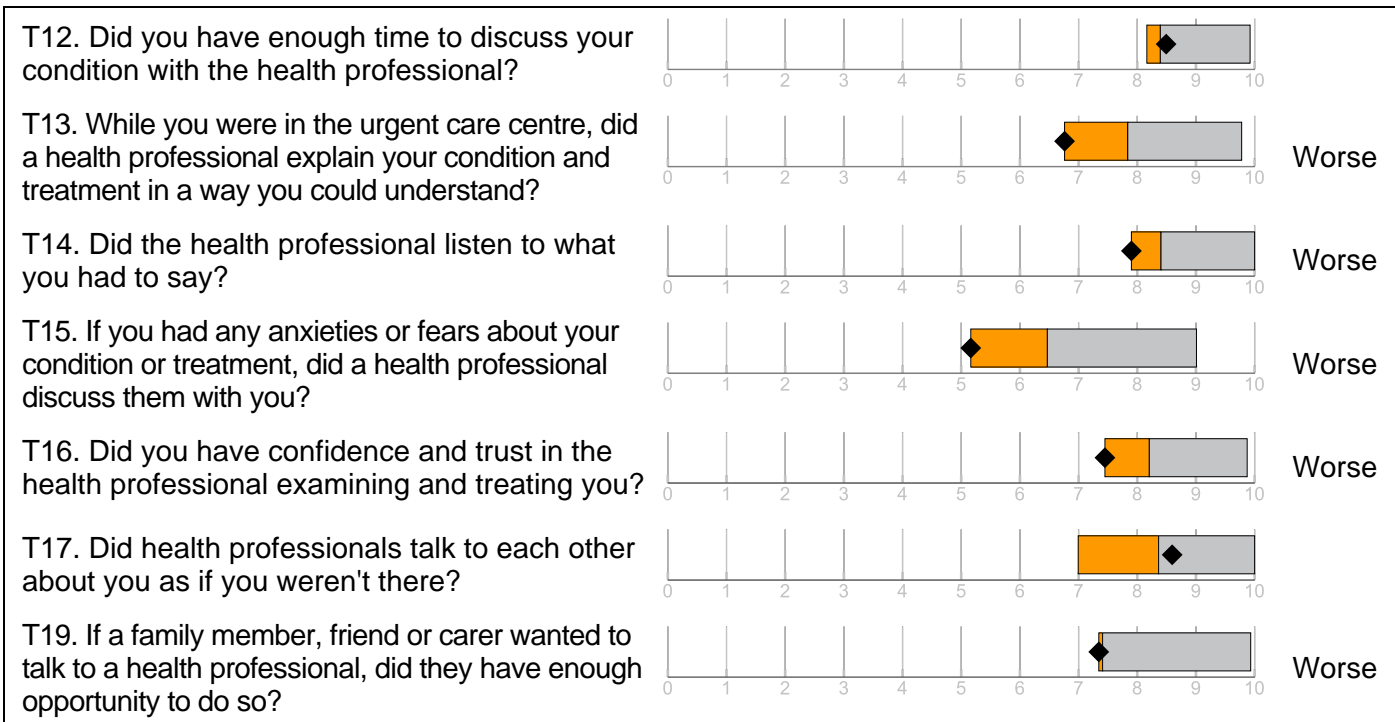 T12. Did you have enough time to discuss your
condition with the health professional?
0 1 2 3 4 5 6 7 8 9 10
T13. While you were in the urgent care centre, did
a health professional explain your condition and
treatment in a way you could understand?
0 1 2 3 4 5 6 7 8 9 10
Worse
T14. Did the health professional listen to what
you had to say?
0 1 2 3 4 5 6 7 8 9 10
Worse
T15. If you had any anxieties or fears about your
condition or treatment, did a health professional
discuss them with you?
0 1 2 3 4 5 6 7 8 9 10
Worse
T16. Did you have confidence and trust in the
health professional examining and treating you?
0 1 2 3 4 5 6 7 8 9 10
Worse
T17. Did health professionals talk to each other
about you as if you weren't there?
0 1 2 3 4 5 6 7 8 9 10
T19. If a family member, friend or carer wanted to
talk to a health professional, did they have enough
opportunity to do so?
0 1 2 3 4 5 6 7 8 9 10
Worse